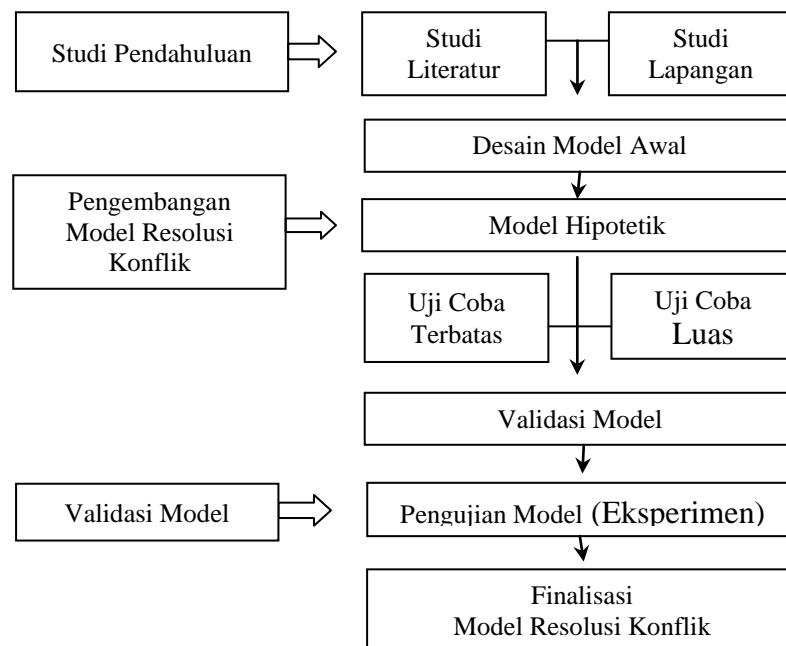 Studi Pendahuluan
Studi
Literatur
Studi
Lapangan
Desain Model Awal
Pengembangan
Model Resolusi
Konflik
Model Hipotetik
Uji Coba
Terbatas
Uji Coba
Luas
Validasi Model
Validasi Model
Pengujian Model (Eksperimen)
Finalisasi
Model Resolusi Konflik